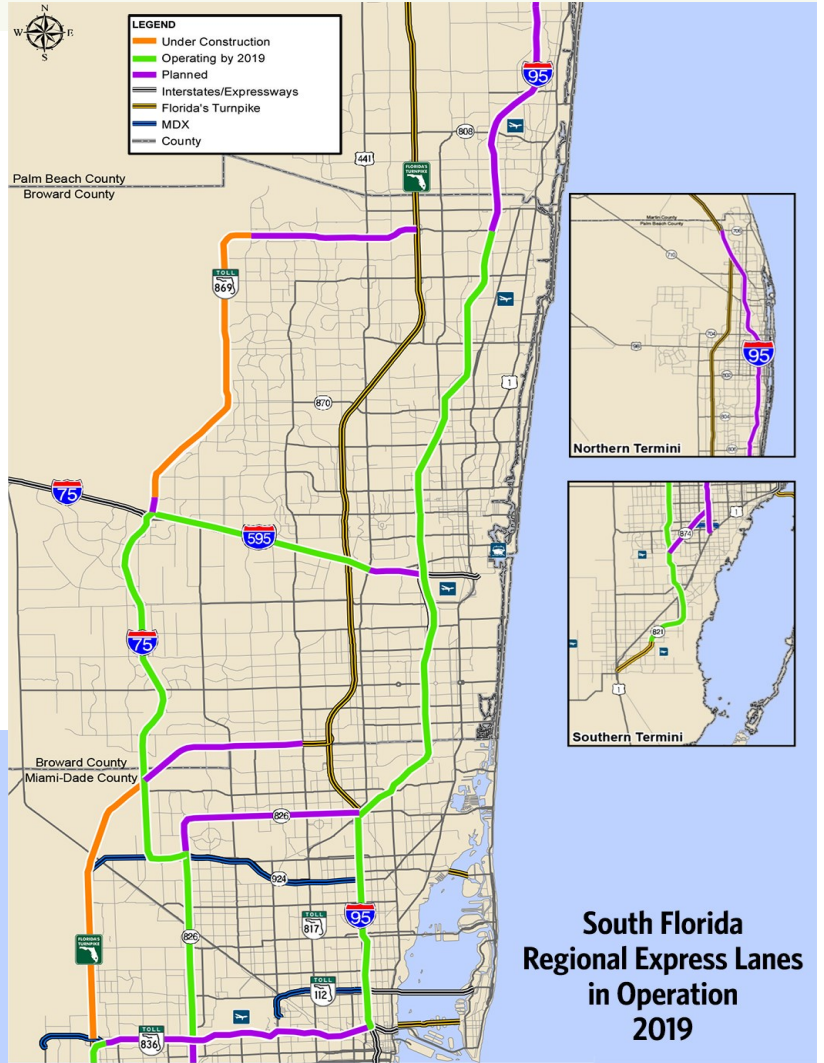 N
W
E
S
LEGEND
Under Construction
Operating by 2019
Planned
Interstates/Expressways
Florida's Turnpike
MDX
County
95
808
441
FLORIDA'S
TURNPIKE
Palm Beach County
Broward County
TOLL
869
1
870
75
595
75
Broward County
Miami-Dade County
826
924
826
TOLL
817
95
FLORIDA'S
TURNPIKE
TOLL
112
TOLL
836
Martin County
Palm Beach County
706
710
704
95
Northern Termini
1
874
821
1
Southern Termini
South Florida
Regional Express Lanes
in Operation
2019